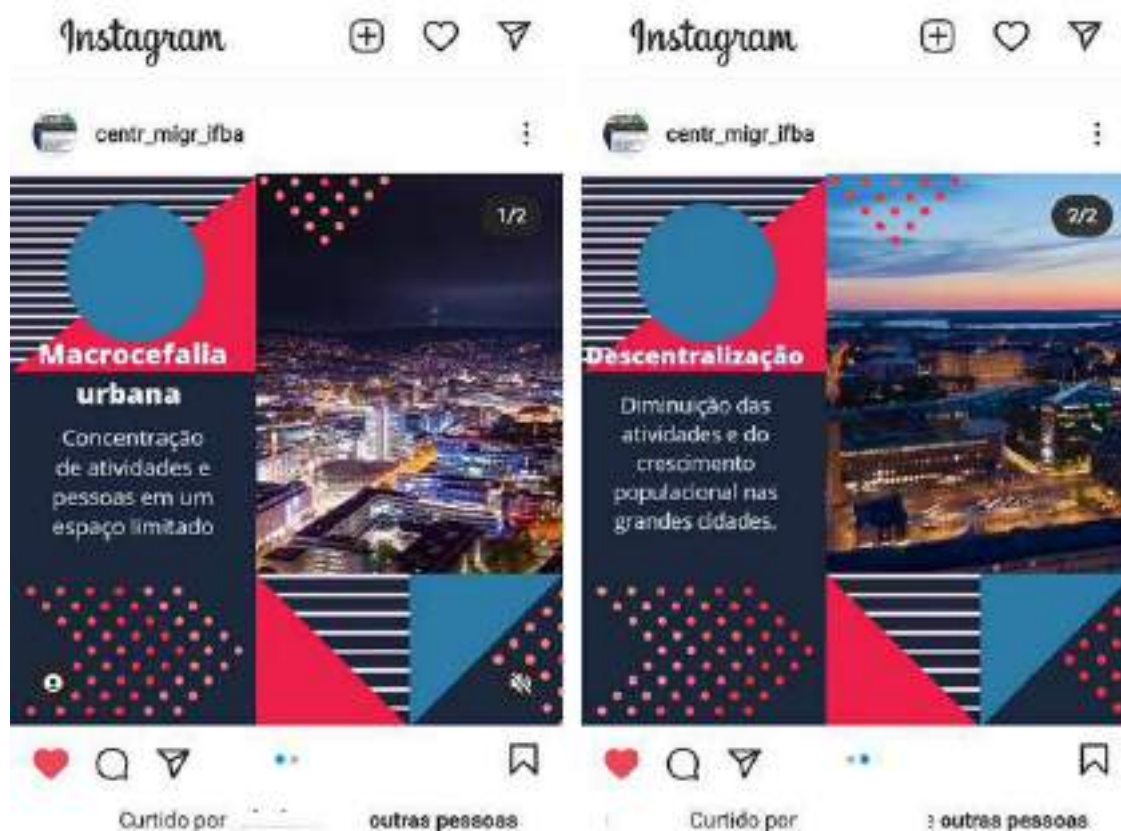 Instagram
centr_migr_ifba
1/2
Macrocefalia
urbana
Concentração
de atividades e
pessoas em um
espaço limitado
Curtido por
outras pessoas
Instagram
centr_migr_ifba
2/2
Descentralização
Diminuição das
atividades e do
crescimento
populacional nas
grandes cidades.
Curtido por
e outras pessoas